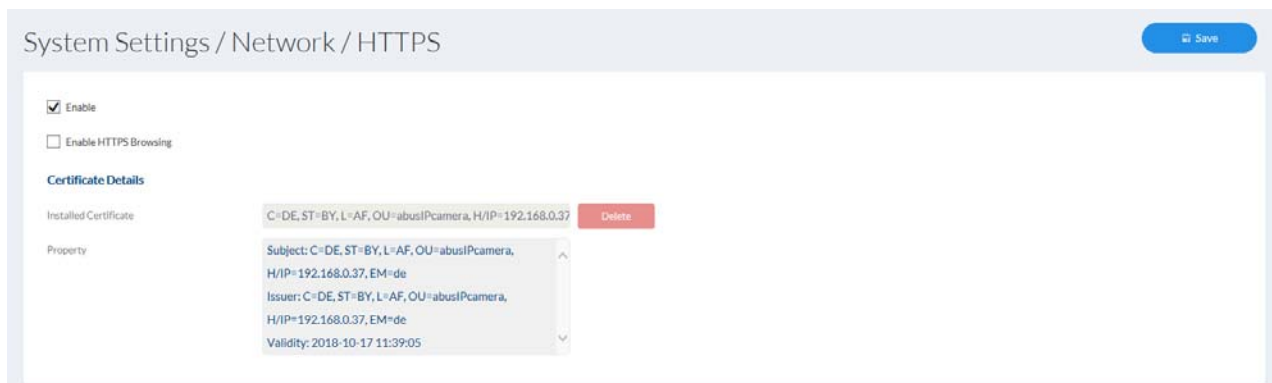 System Settings / Network / HTTPS
Save
Enable
Enable HTTPS Browsing
Certificate Details
Installed Certificate
C=DE, ST=BY, L=AF, OU=abusIPcamera, H/IP=192.168.0.37
Delete
Property
Subject: C=DE, ST=BY, L=AF, OU=abusIPcamera,
H/IP=192.168.0.37, EM=de
Issuer: C=DE, ST=BY, L=AF, OU=abusIPcamera,
H/IP=192.168.0.37, EM=de
Validity: 2018-10-17 11:39:05